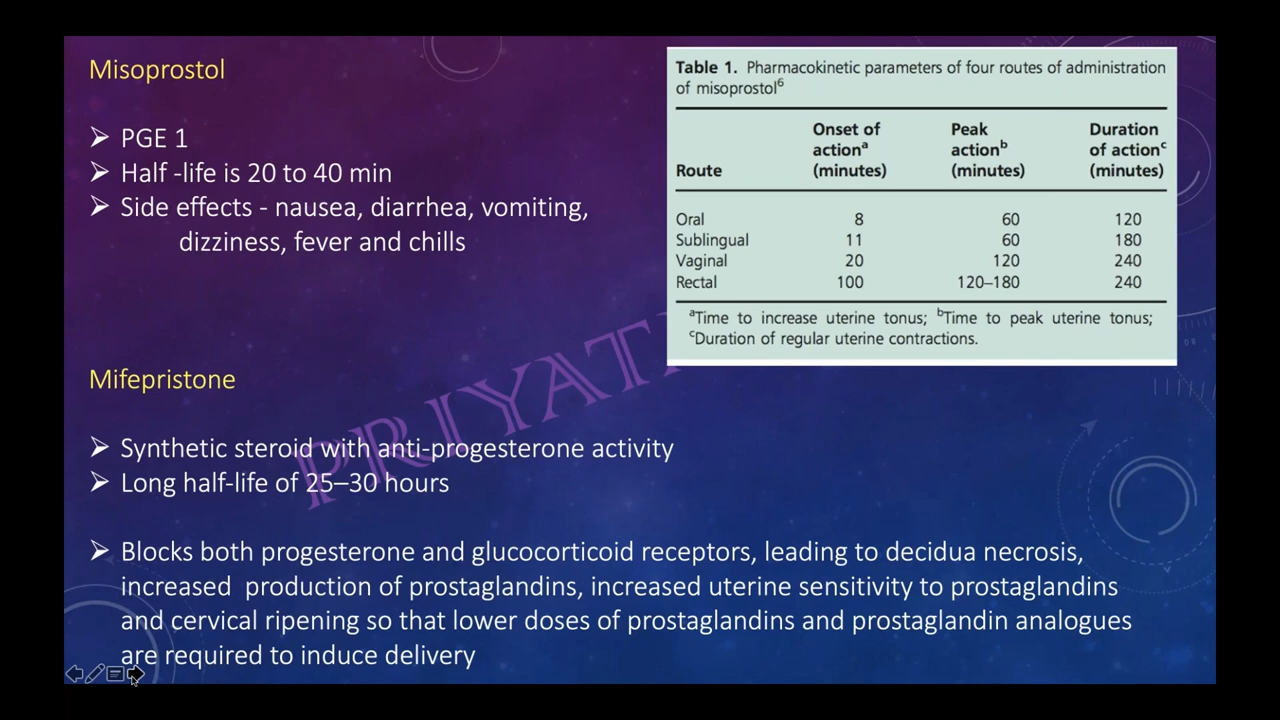 Misoprostol
➢ PGE 1
➢ Half -life is 20 to 40 min
➢ Side effects - nausea, diarrhea, vomiting,
dizziness, fever and chills
Table 1. Pharmacokinetic parameters of four routes of administration
of misoprostol⁶
Onset of Peak Duration
actionᵃ actionᵇ of actionᶜ
Route (minutes) (minutes) (minutes)
Oral 8 60 120
Sublingual 11 60 180
Vaginal 20 120 240
Rectal 100 120–180 240
ᵃTime to increase uterine tonus; ᵇTime to peak uterine tonus;
ᶜDuration of regular uterine contractions.
PRIYAT
Mifepristone
➢ Synthetic steroid with anti-progesterone activity
➢ Long half-life of 25–30 hours
➢ Blocks both progesterone and glucocorticoid receptors, leading to decidua necrosis,
increased production of prostaglandins, increased uterine sensitivity to prostaglandins
and cervical ripening so that lower doses of prostaglandins and prostaglandin analogues
are required to induce delivery